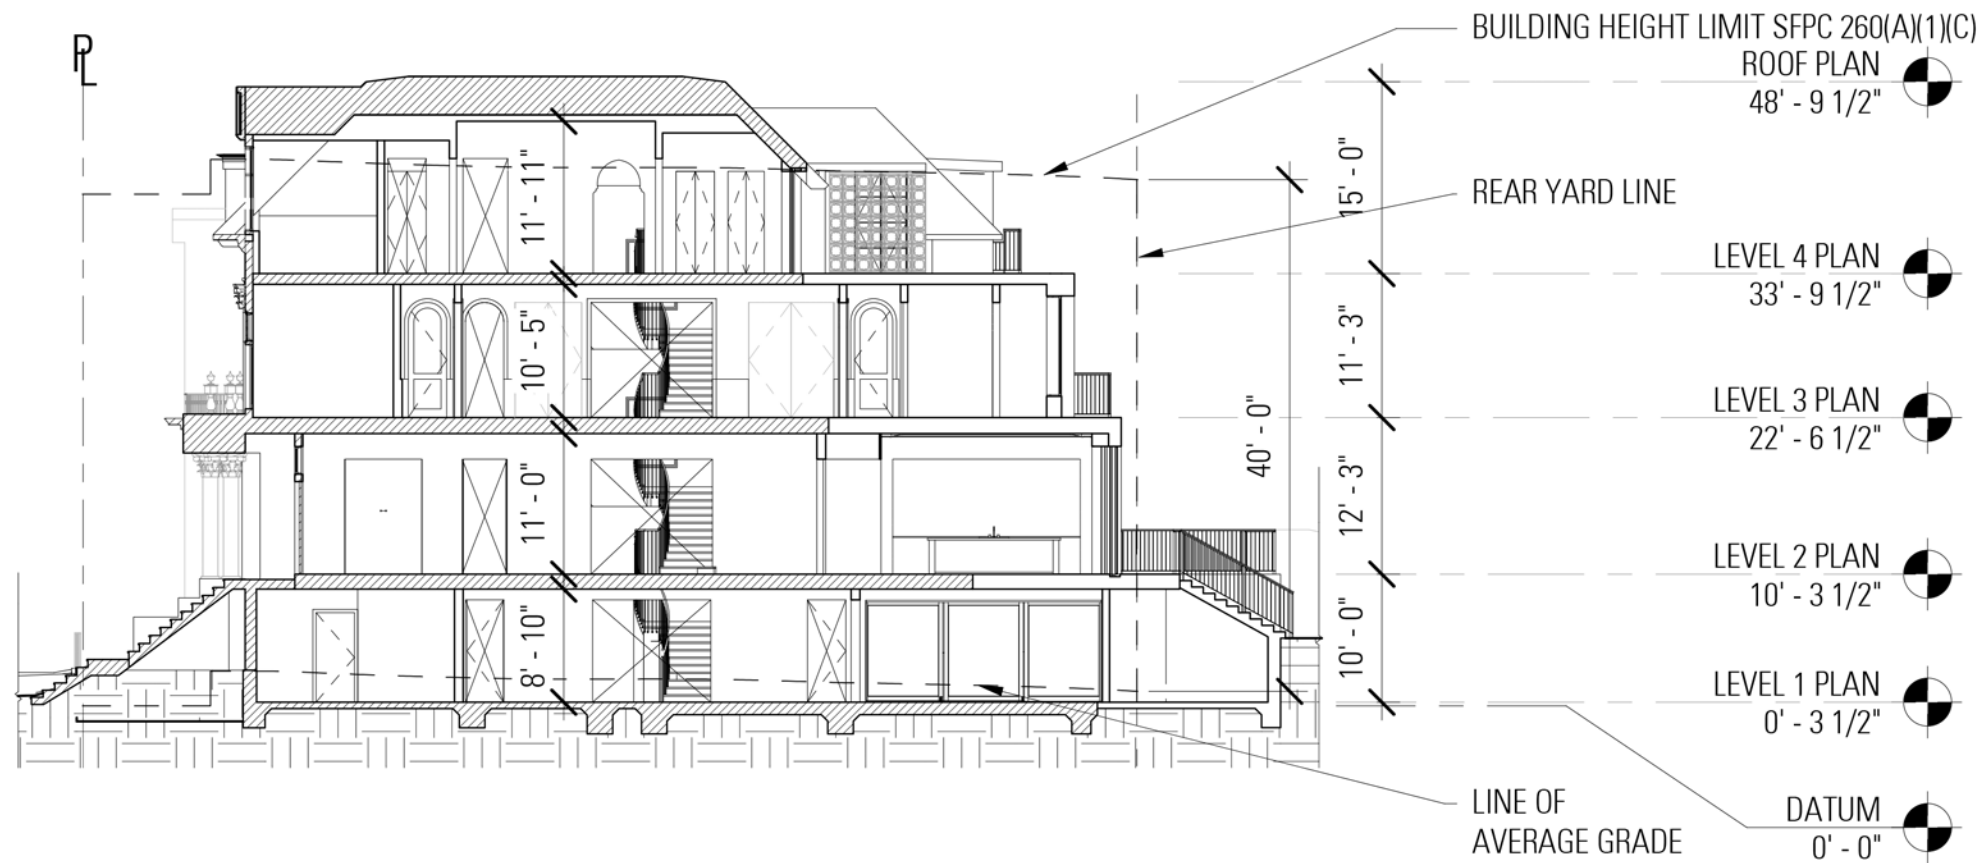 PL
BUILDING HEIGHT LIMIT SFPC 260(A)(1)(C)
ROOF PLAN
48' - 9 1/2"
15' - 0"
11' - 11"
REAR YARD LINE
LEVEL 4 PLAN
33' - 9 1/2"
11' - 3"
10' - 5"
LEVEL 3 PLAN
22' - 6 1/2"
40' - 0"
12' - 3"
11' - 0"
LEVEL 2 PLAN
10' - 3 1/2"
10' - 0"
8' - 10"
LEVEL 1 PLAN
0' - 3 1/2"
LINE OF
AVERAGE GRADE
DATUM
0' - 0"